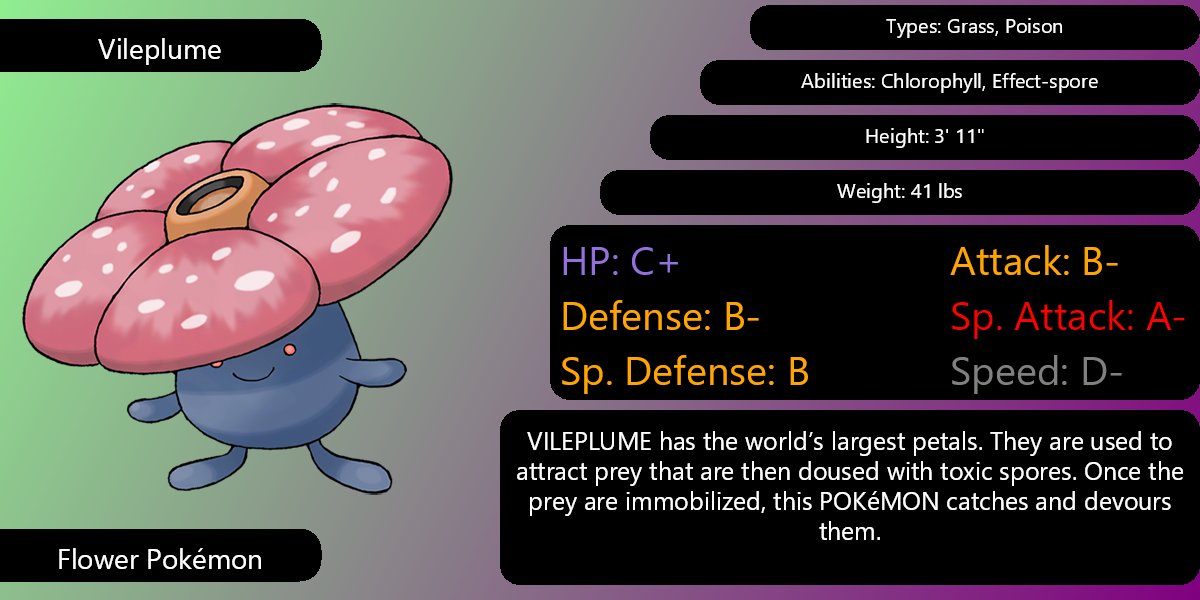 Vileplume
Types: Grass, Poison
Abilities: Chlorophyll, Effect-spore
Height: 3' 11"
Weight: 41 lbs
HP: C+
Attack: B-
Defense: B-
Sp. Attack: A-
Sp. Defense: B
Speed: D-
VILEPLUME has the world’s largest petals. They are used to
attract prey that are then doused with toxic spores. Once the
prey are immobilized, this POKéMON catches and devours
them.
Flower Pokémon